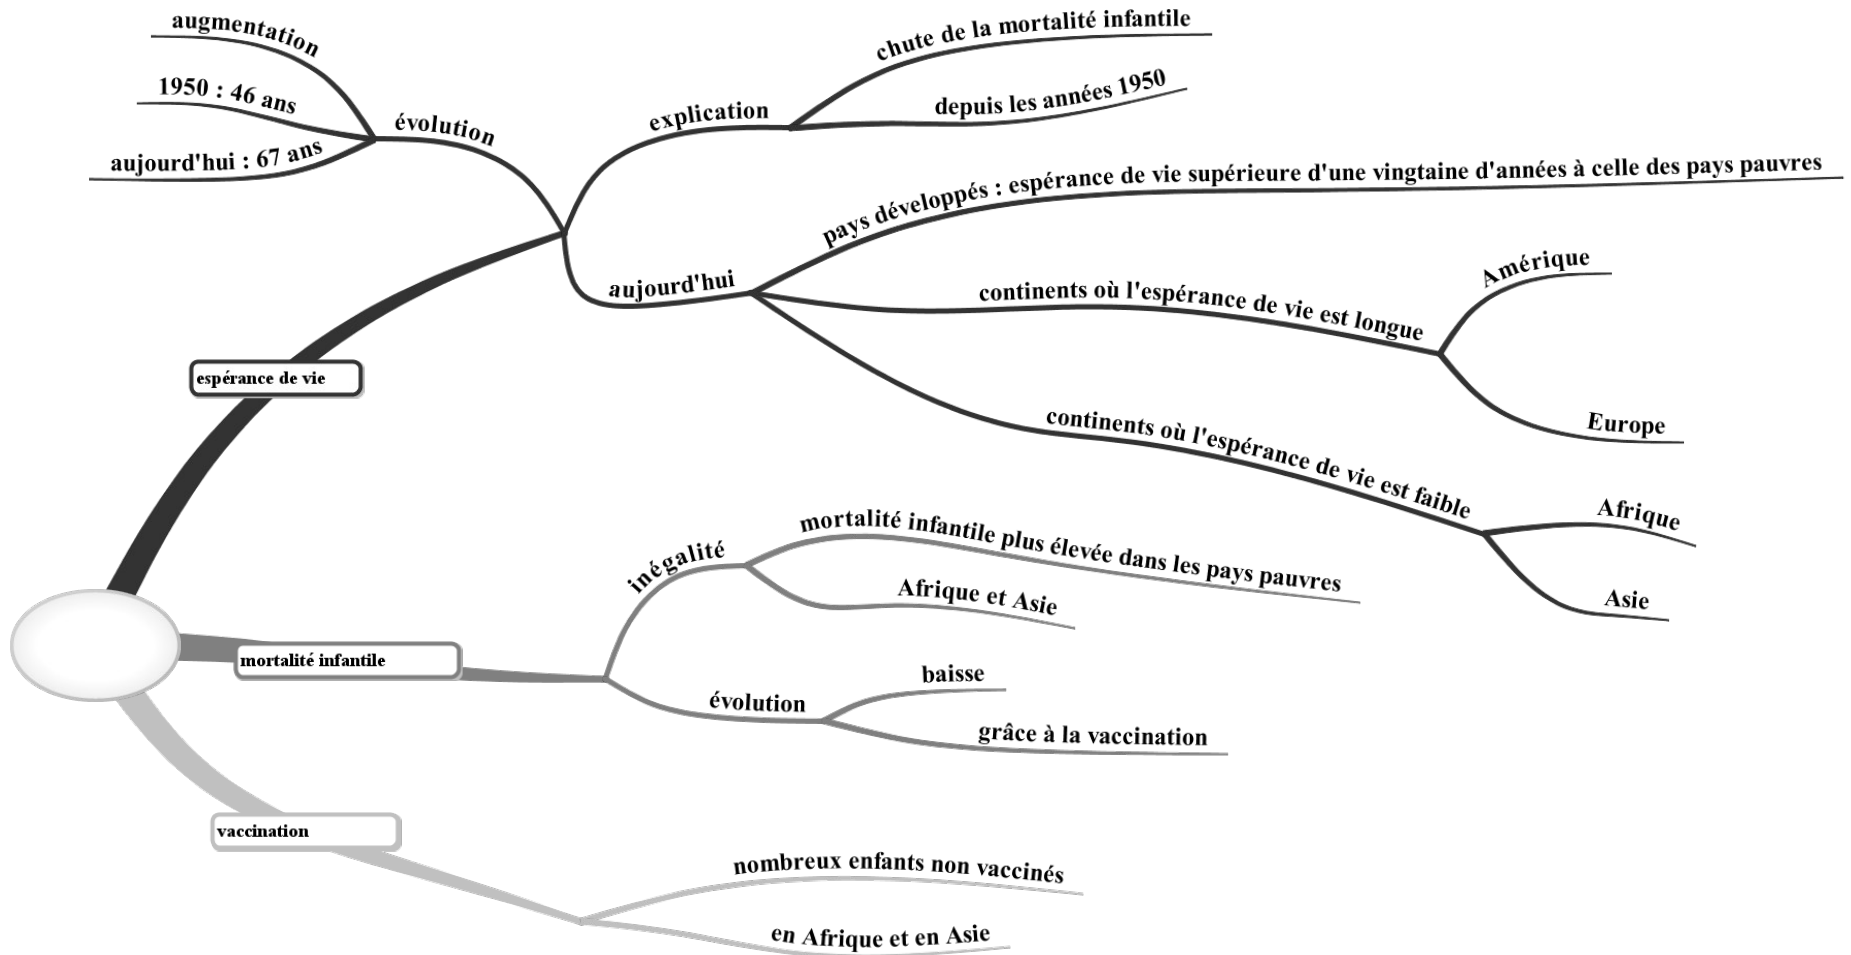 augmentation
1950 : 46 ans
aujourd'hui : 67 ans
évolution
explication
chute de la mortalité infantile
depuis les années 1950
aujourd'hui
pays développés : espérance de vie supérieure d'une vingtaine d'années à celle des pays pauvres
continents où l'espérance de vie est longue
Amérique
Europe
continents où l'espérance de vie est faible
Afrique
Asie
espérance de vie
mortalité infantile
inégalité
mortalité infantile plus élevée dans les pays pauvres
Afrique et Asie
évolution
baisse
grâce à la vaccination
vaccination
nombreux enfants non vaccinés
en Afrique et en Asie